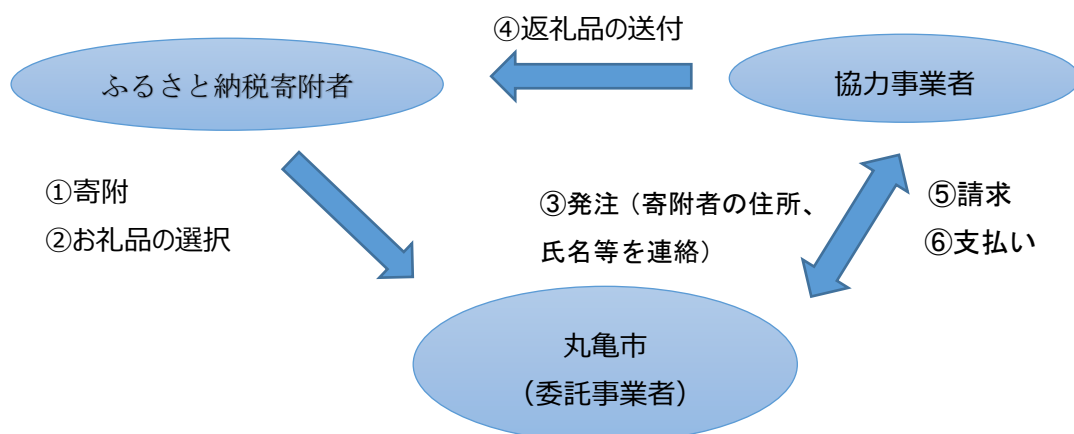 ④返礼品の送付
ふるさと納税寄附者
協力事業者
①寄附
②お礼品の選択
③発注（寄附者の住所、
氏名等を連絡）
⑤請求
⑥支払い
丸亀市
（委託事業者）